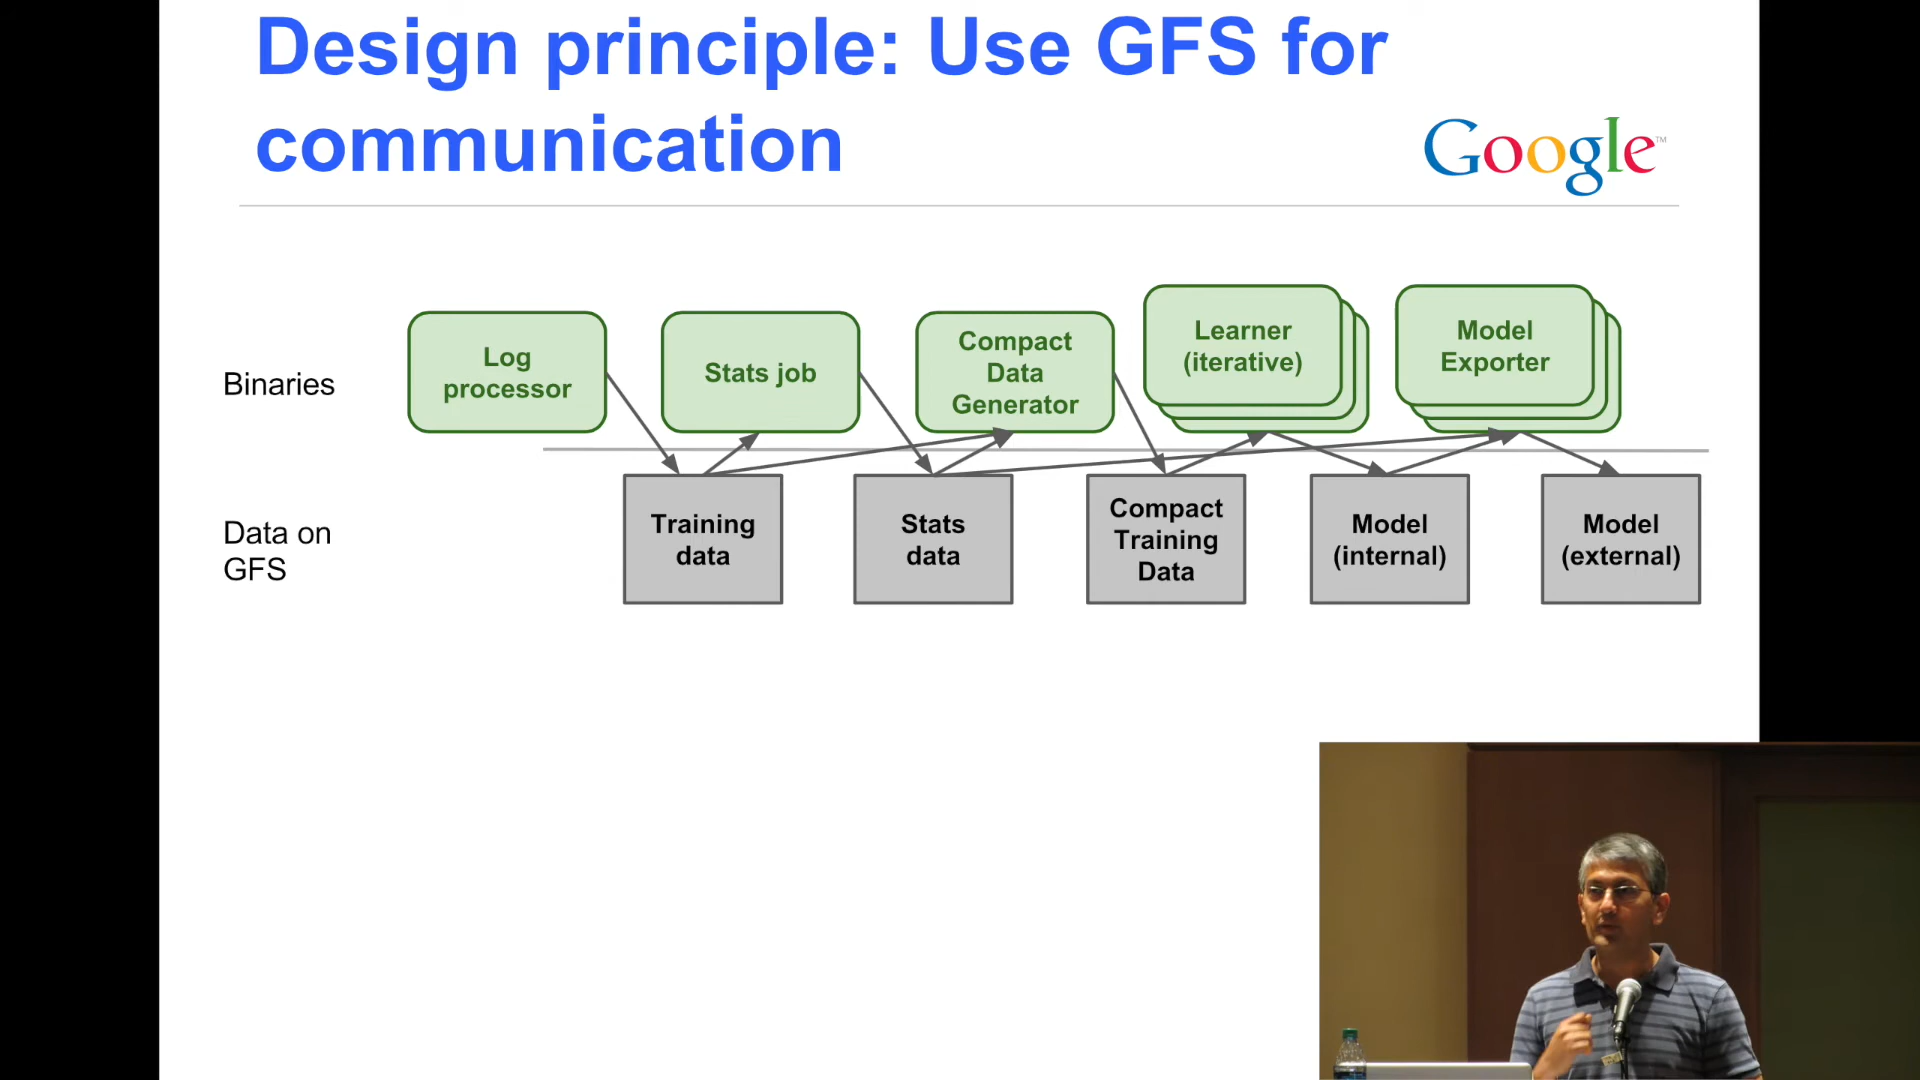 Design principle: Use GFS for
communication
Google™
Binaries
Log
processor
Stats job
Compact
Data
Generator
Learner
(iterative)
Model
Exporter
Data on
GFS
Training
data
Stats
data
Compact
Training
Data
Model
(internal)
Model
(external)